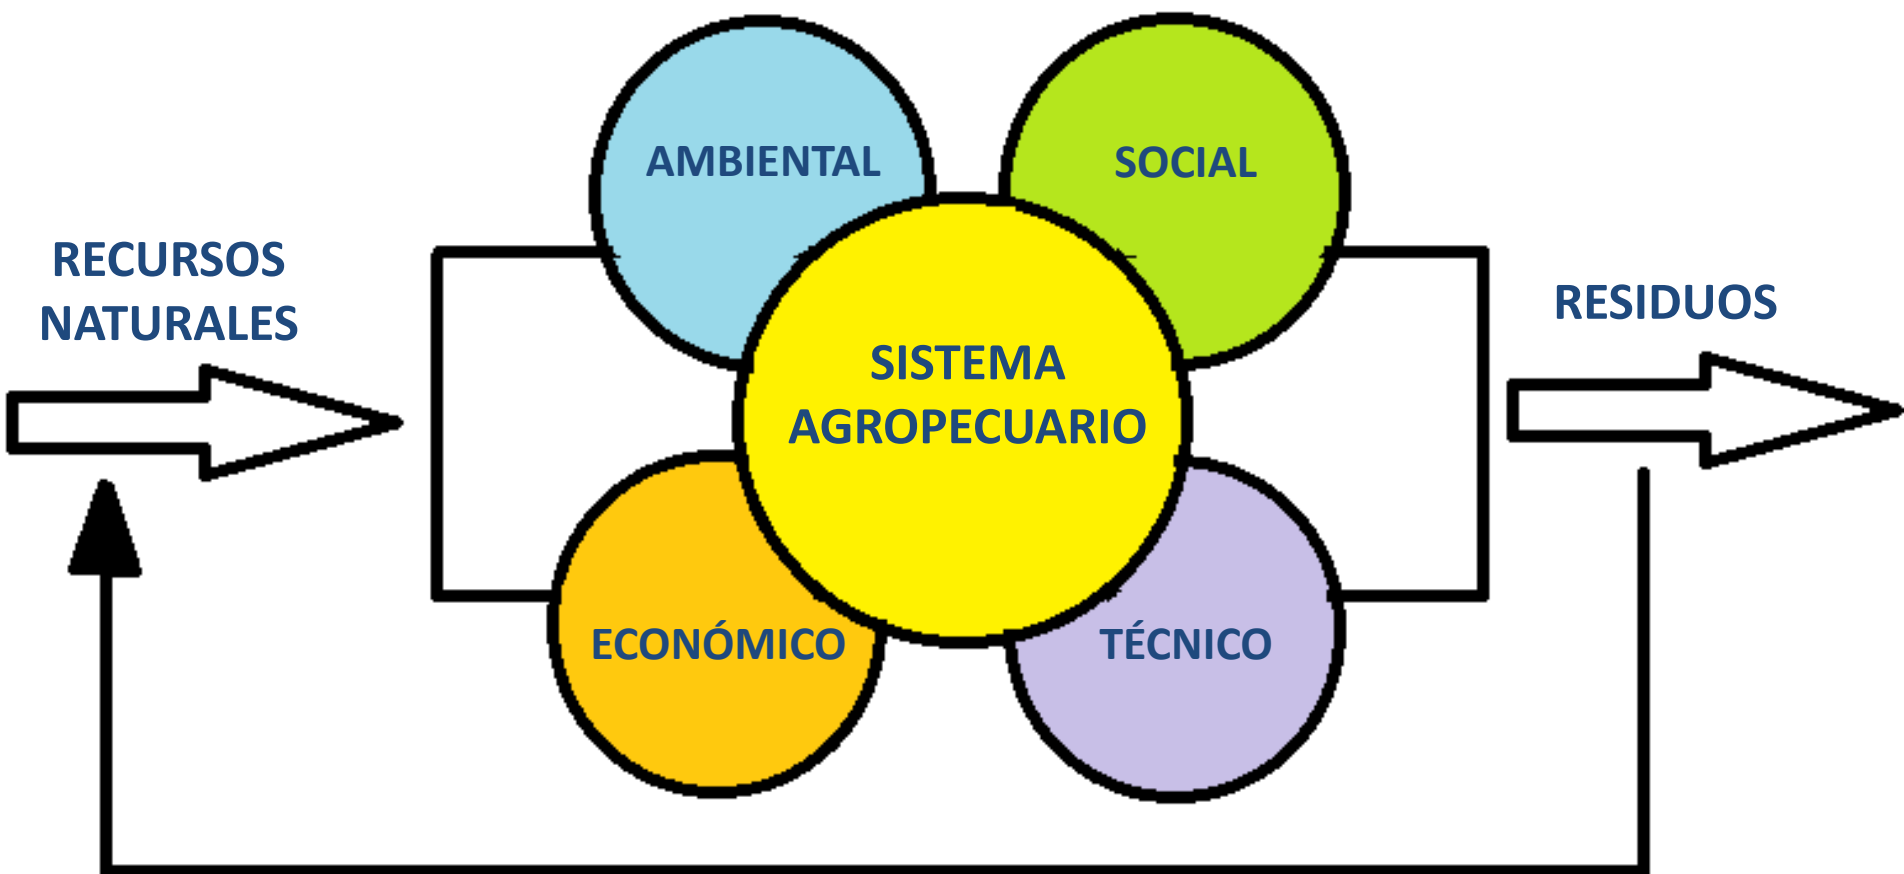 AMBIENTAL
SOCIAL
RECURSOS
NATURALES
RESIDUOS
SISTEMA
AGROPECUARIO
ECONÓMICO
TÉCNICO